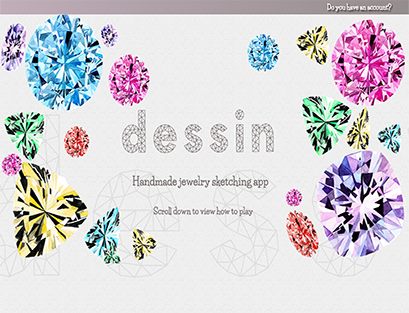 Do you have an account?
dessin
Handmade jewelry sketching app
Scroll down to view how to play